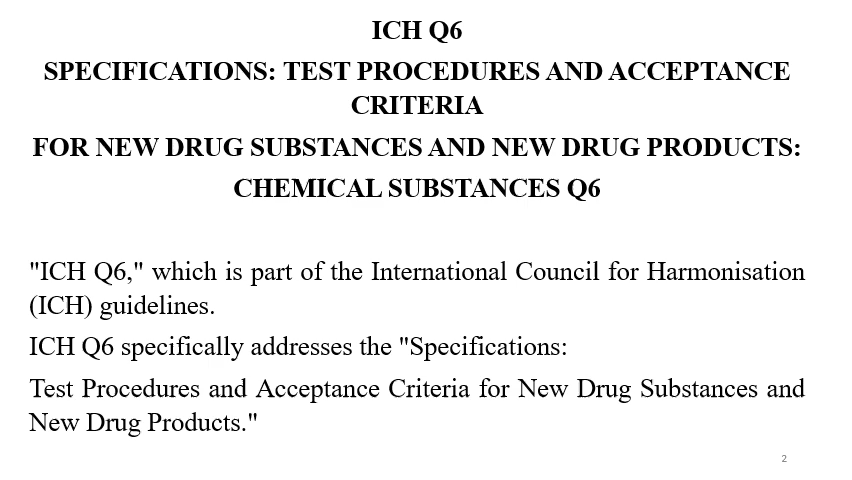 ICH Q6
SPECIFICATIONS: TEST PROCEDURES AND ACCEPTANCE
CRITERIA
FOR NEW DRUG SUBSTANCES AND NEW DRUG PRODUCTS:
CHEMICAL SUBSTANCES Q6
"ICH Q6," which is part of the International Council for Harmonisation
(ICH) guidelines.
ICH Q6 specifically addresses the "Specifications:
Test Procedures and Acceptance Criteria for New Drug Substances and
New Drug Products."
2